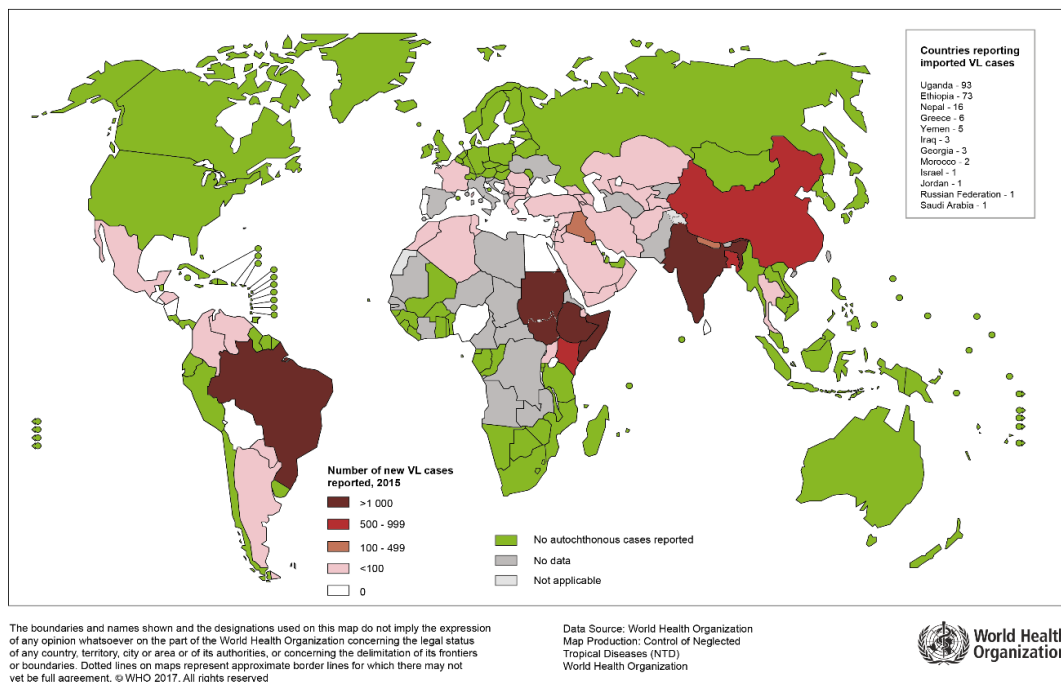 Countries reporting
imported VL cases
Uganda - 93
Ethiopia - 73
Nepal - 16
Greece - 6
Yemen - 5
Iraq - 3
Georgia - 3
Morocco - 2
Israel - 1
Jordan - 1
Russian Federation - 1
Saudi Arabia - 1
Number of new VL cases
reported, 2015
>1 000
500 - 999
100 - 499
<100
0
No autochthonous cases reported
No data
Not applicable
The boundaries and names shown and the designations used on this map do not imply the expression
of any opinion whatsoever on the part of the World Health Organization concerning the legal status
of any country, territory, city or area or of its authorities, or concerning the delimitation of its frontiers
or boundaries. Dotted lines on maps represent approximate border lines for which there may not
yet be full agreement. © WHO 2017. All rights reserved
Data Source: World Health Organization
Map Production: Control of Neglected
Tropical Diseases (NTD)
World Health Organization
World Health
Organization